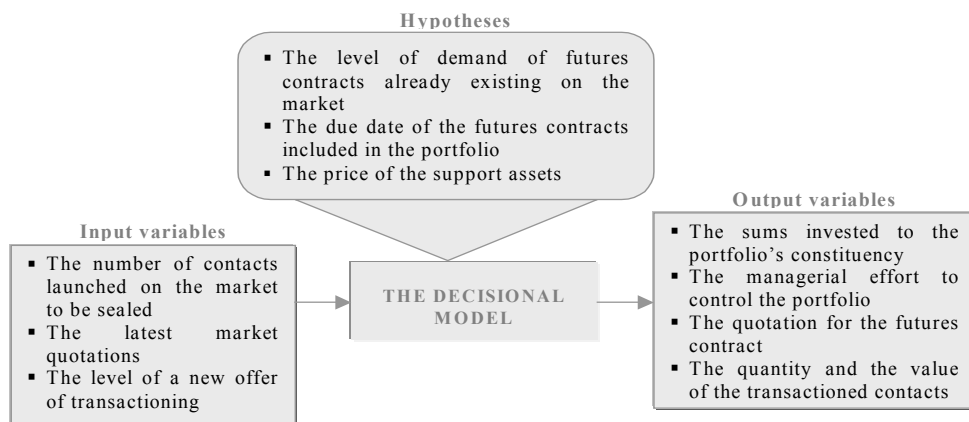 Hypotheses
▪ The level of demand of futures
contracts already existing on the
market
▪ The due date of the futures contracts
included in the portfolio
▪ The price of the support assets
Input variables
▪ The number of contacts
launched on the market
to be sealed
▪ The latest market
quotations
▪ The level of a new offer
of transactioning
THE DECISIONAL
MODEL
Output variables
▪ The sums invested to the
portfolio’s constituency
▪ The managerial effort to
control the portfolio
▪ The quotation for the futures
contract
▪ The quantity and the value
of the transactioned contacts